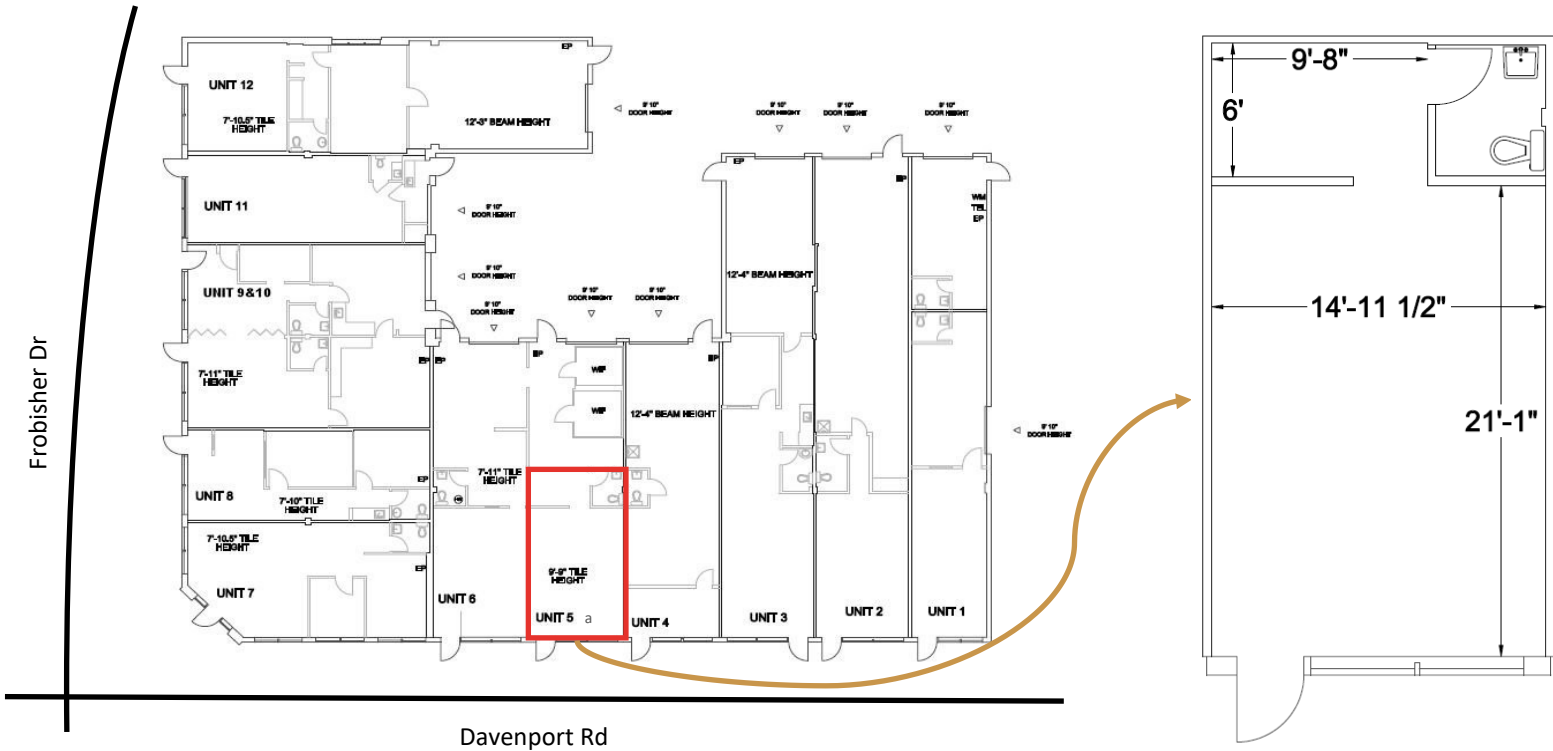 EP
UNIT 12
7'-10.5" TILE
HEIGHT
12'-3" BEAM HEIGHT
9' 10"
DOOR HEIGHT
9' 10"
DOOR HEIGHT
9' 10"
DOOR HEIGHT
9' 10"
DOOR HEIGHT
EP
EP
UNIT 11
9' 10"
DOOR HEIGHT
WM
TEL
EP
9' 10"
DOOR HEIGHT
12'-4" BEAM HEIGHT
UNIT 9&10
9' 10"
DOOR HEIGHT
9' 10"
DOOR HEIGHT
9' 10"
DOOR HEIGHT
EP
EP
EP
EP
7'-11" TILE
HEIGHT
WIF
WIF
12'-4" BEAM HEIGHT
9' 10"
DOOR HEIGHT
7'-11" TILE
HEIGHT
EP
UNIT 8
7'-10" TILE
HEIGHT
7'-10.5" TILE
HEIGHT
EP
9'-9" TILE
HEIGHT
UNIT 7
UNIT 6
UNIT 5 a
UNIT 4
UNIT 3
UNIT 2
UNIT 1
Frobisher Dr
Davenport Rd
9'-8"
6'
14'-11 1/2"
21'-1"